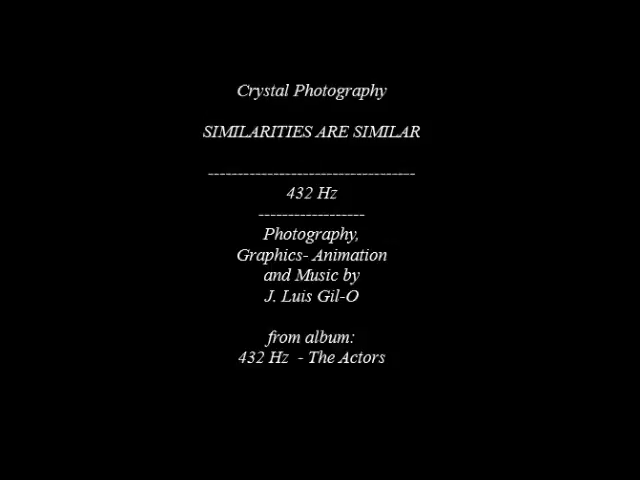 Crystal Photography
SIMILARITIES ARE SIMILAR
-----------------------------------
432 Hz
------------------
Photography,
Graphics- Animation
and Music by
J. Luis Gil-O
from album:
432 Hz  - The Actors